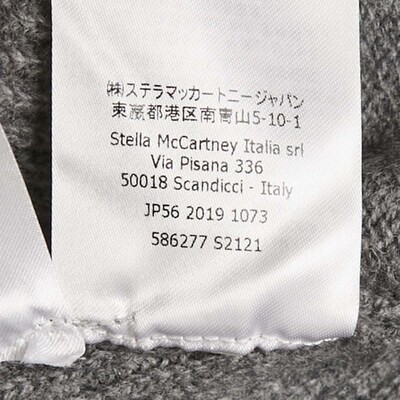 ㈱ステラマッカートニージャパン
東京都港区南青山5-10-1
Stella McCartney Italia srl
Via Pisana 336
50018 Scandicci - Italy
JP56 2019 1073
586277 S2121